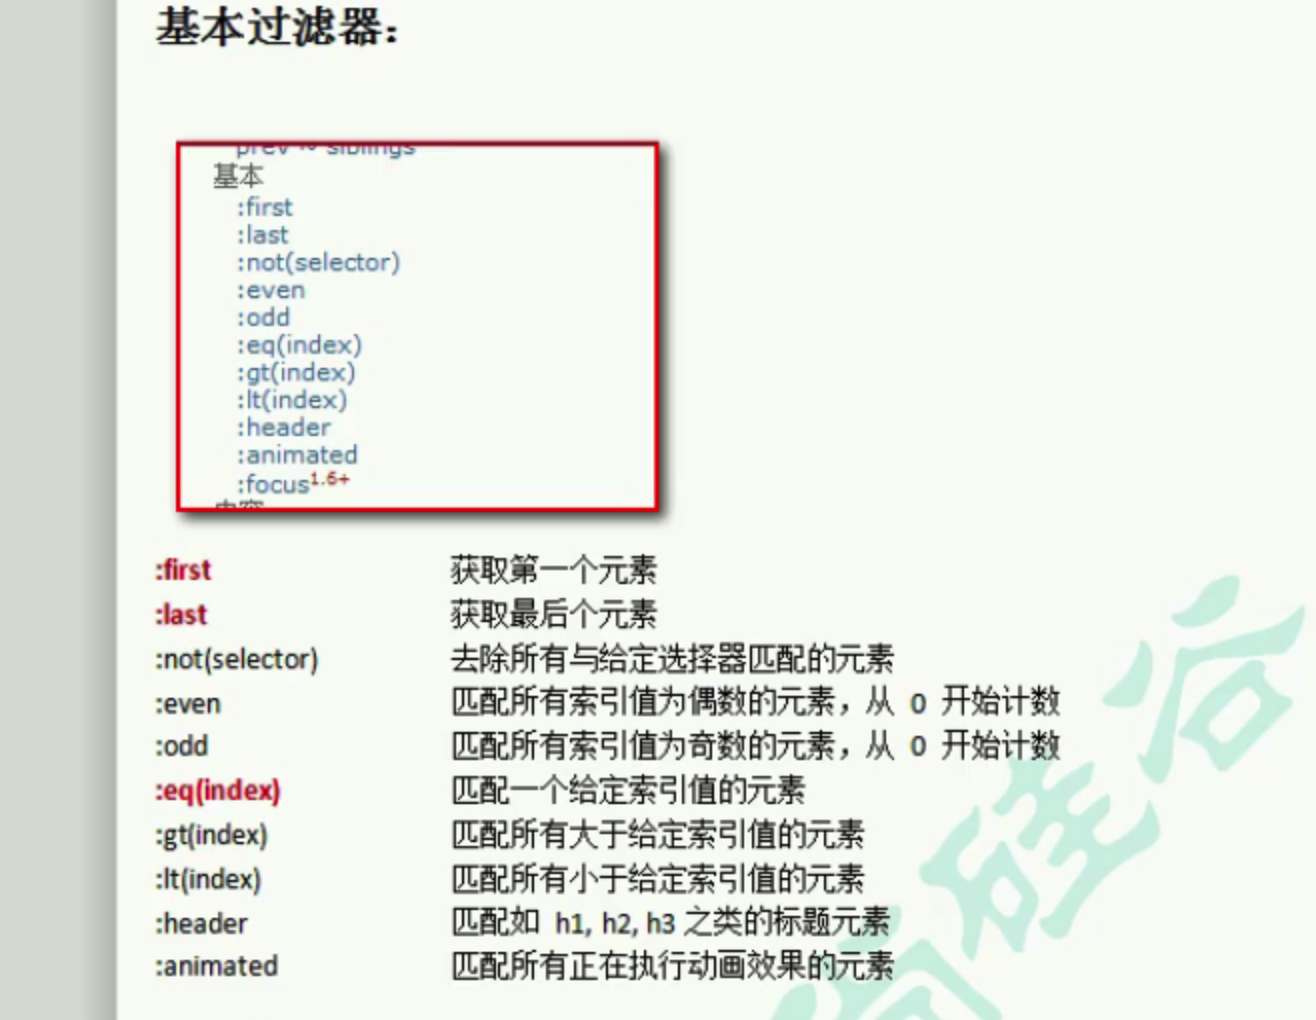 基本过滤器：
prev ~ siblings
基本
:first
:last
:not(selector)
:even
:odd
:eq(index)
:gt(index)
:lt(index)
:header
:animated
:focus1.6+
内容
:first 获取第一个元素
:last 获取最后个元素
:not(selector) 去除所有与给定选择器匹配的元素
:even 匹配所有索引值为偶数的元素，从 0 开始计数
:odd 匹配所有索引值为奇数的元素，从 0 开始计数
:eq(index) 匹配一个给定索引值的元素
:gt(index) 匹配所有大于给定索引值的元素
:lt(index) 匹配所有小于给定索引值的元素
:header 匹配如 h1, h2, h3 之类的标题元素
:animated 匹配所有正在执行动画效果的元素
尚硅谷